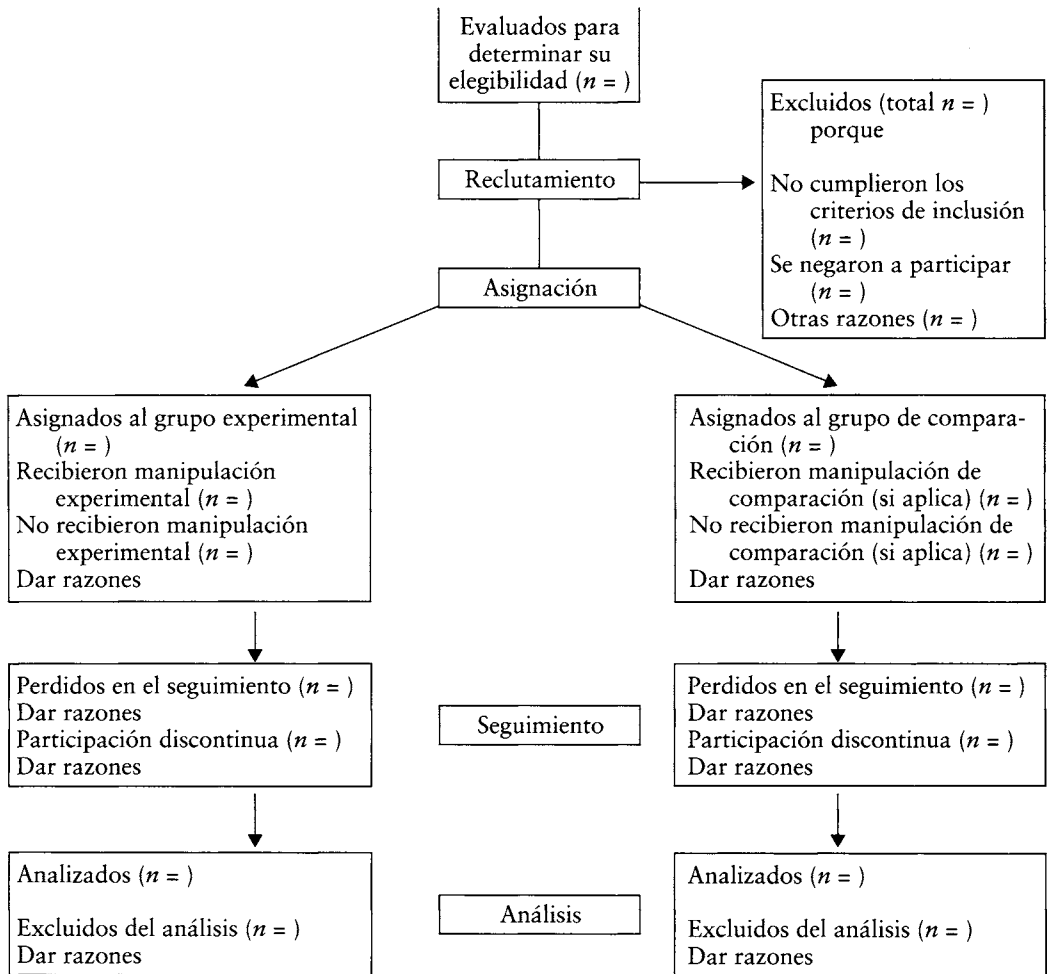 Evaluados para
determinar su
elegibilidad (n = )
Excluidos (total n = )
porque
No cumplieron los
criterios de inclusión
(n = )
Se negaron a participar
(n = )
Otras razones (n = )
Reclutamiento
Asignación
Asignados al grupo experimental
(n = )
Recibieron manipulación
experimental (n = )
No recibieron manipulación
experimental (n = )
Dar razones
Asignados al grupo de compara-
ción (n = )
Recibieron manipulación de
comparación (si aplica) (n = )
No recibieron manipulación de
comparación (si aplica) (n = )
Dar razones
Perdidos en el seguimiento (n = )
Dar razones
Participación discontinua (n = )
Dar razones
Seguimiento
Perdidos en el seguimiento (n = )
Dar razones
Participación discontinua (n = )
Dar razones
Analizados (n = )
Excluidos del análisis (n = )
Dar razones
Análisis
Analizados (n = )
Excluidos del análisis (n = )
Dar razones